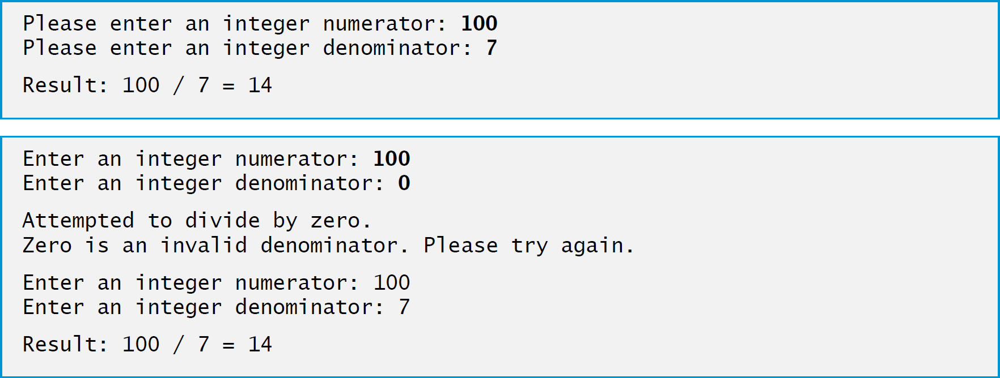 Please enter an integer numerator: 100
Please enter an integer denominator: 7
Result: 100 / 7 = 14
Enter an integer numerator: 100
Enter an integer denominator: 0
Attempted to divide by zero.
Zero is an invalid denominator. Please try again.
Enter an integer numerator: 100
Enter an integer denominator: 7
Result: 100 / 7 = 14